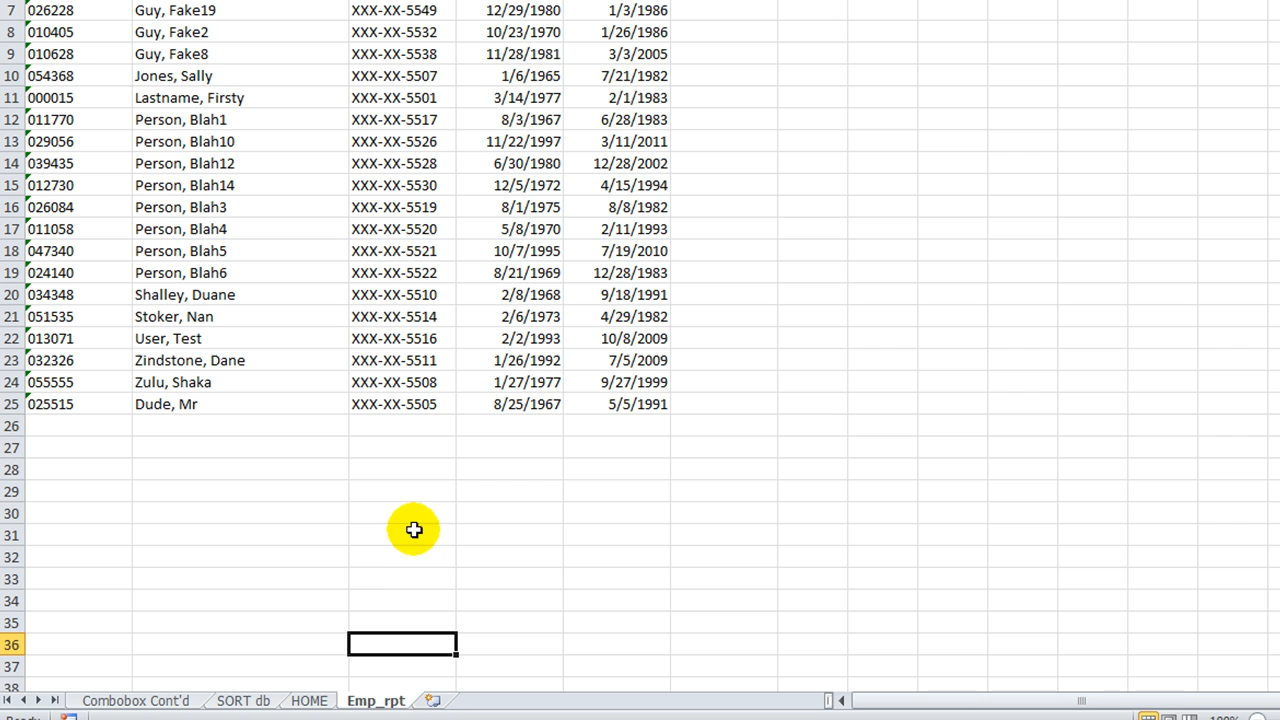 7 026228 Guy, Fake19 XXX-XX-5549 12/29/1980 1/3/1986
8 010405 Guy, Fake2 XXX-XX-5532 10/23/1970 1/26/1986
9 010628 Guy, Fake8 XXX-XX-5538 11/28/1981 3/3/2005
10 054368 Jones, Sally XXX-XX-5507 1/6/1965 7/21/1982
11 000015 Lastname, Firsty XXX-XX-5501 3/14/1977 2/1/1983
12 011770 Person, Blah1 XXX-XX-5517 8/3/1967 6/28/1983
13 029056 Person, Blah10 XXX-XX-5526 11/22/1997 3/11/2011
14 039435 Person, Blah12 XXX-XX-5528 6/30/1980 12/28/2002
15 012730 Person, Blah14 XXX-XX-5530 12/5/1972 4/15/1994
16 026084 Person, Blah3 XXX-XX-5519 8/1/1975 8/8/1982
17 011058 Person, Blah4 XXX-XX-5520 5/8/1970 2/11/1993
18 047340 Person, Blah5 XXX-XX-5521 10/7/1995 7/19/2010
19 024140 Person, Blah6 XXX-XX-5522 8/21/1969 12/28/1983
20 034348 Shalley, Duane XXX-XX-5510 2/8/1968 9/18/1991
21 051535 Stoker, Nan XXX-XX-5514 2/6/1973 4/29/1982
22 013071 User, Test XXX-XX-5516 2/2/1993 10/8/2009
23 032326 Zindstone, Dane XXX-XX-5511 1/26/1992 7/5/2009
24 055555 Zulu, Shaka XXX-XX-5508 1/27/1977 9/27/1999
25 025515 Dude, Mr XXX-XX-5505 8/25/1967 5/5/1991
26
27
28
29
30
31
32
33
34
35
36
37
38
Combobox Cont'd SORT db HOME Emp_rpt
Ready 100%